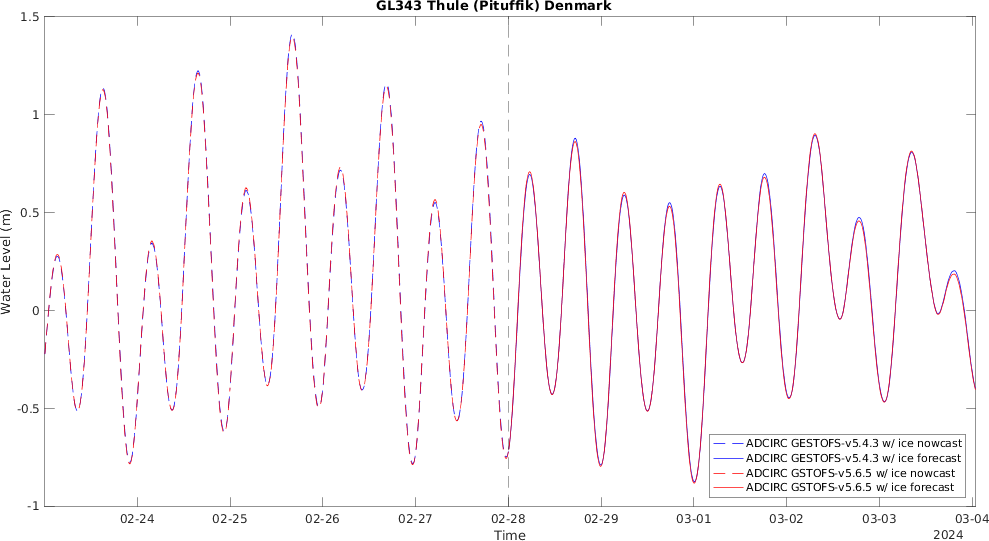 GL343 Thule (Pituffik) Denmark
1.5
1
0.5
0
-0.5
-1
Water Level (m)
ADCIRC GESTOFS-v5.4.3 w/ ice nowcast
ADCIRC GESTOFS-v5.4.3 w/ ice forecast
ADCIRC GSTOFS-v5.6.5 w/ ice nowcast
ADCIRC GSTOFS-v5.6.5 w/ ice forecast
02-24 02-25 02-26 02-27 02-28 02-29 03-01 03-02 03-03 03-04
Time
2024